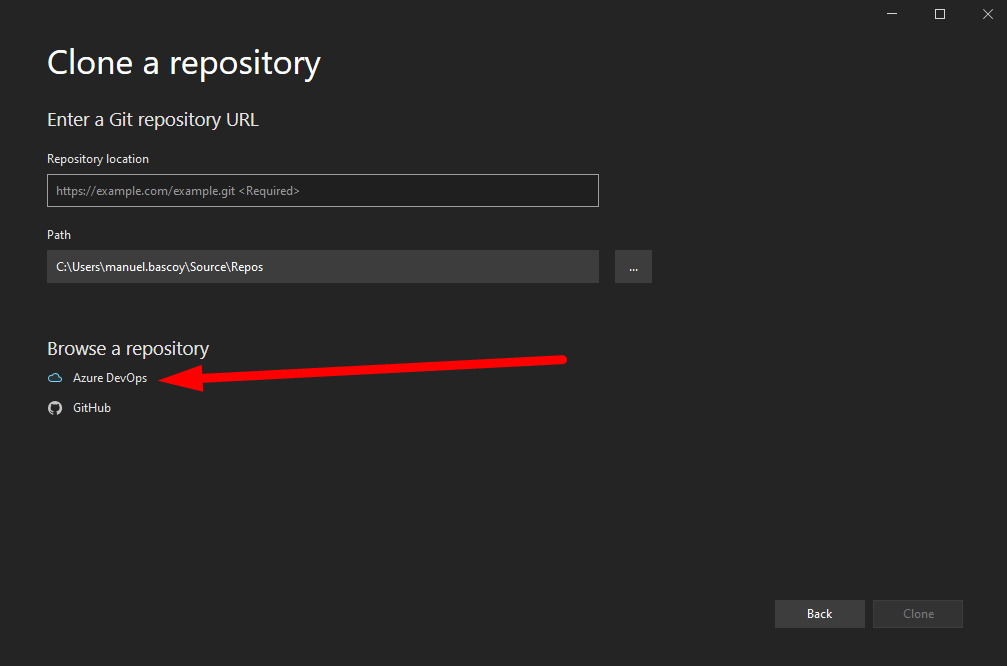 Clone a repository
Enter a Git repository URL
Repository location
https://example.com/example.git <Required>
Path
C:\Users\manuel.bascoy\Source\Repos
...
Browse a repository
Azure DevOps
GitHub
Back
Clone